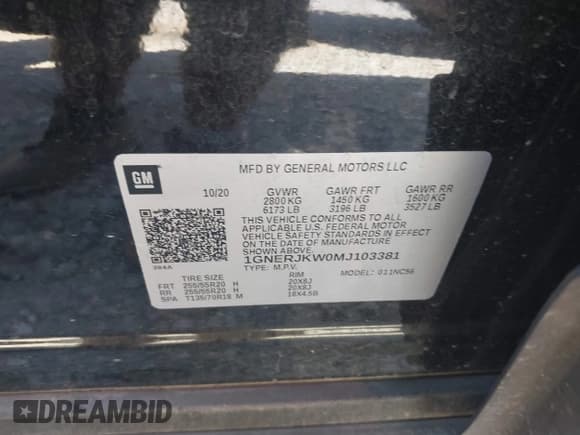 GM
MFD BY GENERAL MOTORS LLC
10/20 GVWR GAWR FRT GAWR RR
2800 KG 1450 KG 1600 KG
6173 LB 3196 LB 3527 LB
THIS VEHICLE CONFORMS TO ALL
APPLICABLE U.S. FEDERAL MOTOR
VEHICLE SAFETY STANDARDS IN EFFECT
ON THE DATE OF MANUFACTURE SHOWN ABOVE.
1GNERJKW0MJ103381
TYPE: M.P.V. MODEL: 011NC56
TIRE SIZE RIM
FRT 255/55R20 H 20X8J
RR 255/55R20 H 20X8J
SPA T135/70R18 M 18X4.5B
DREAMBID